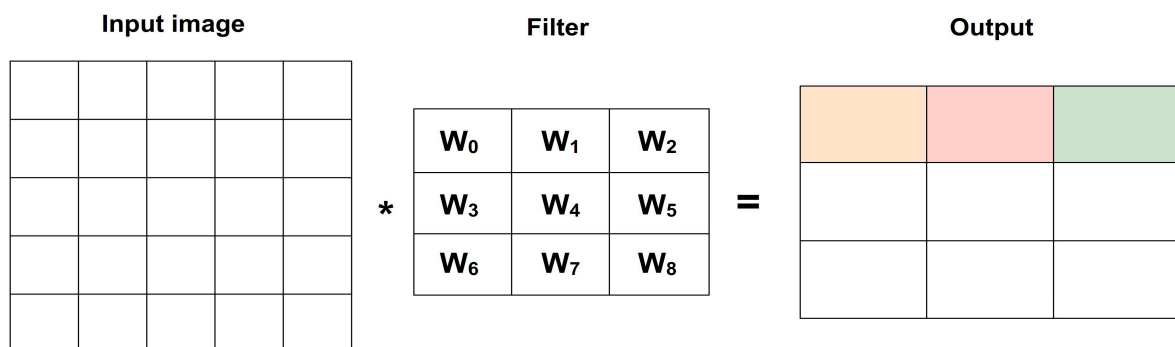 Input image
Filter
Output
W₀ W₁ W₂
* W₃ W₄ W₅ =
W₆ W₇ W₈